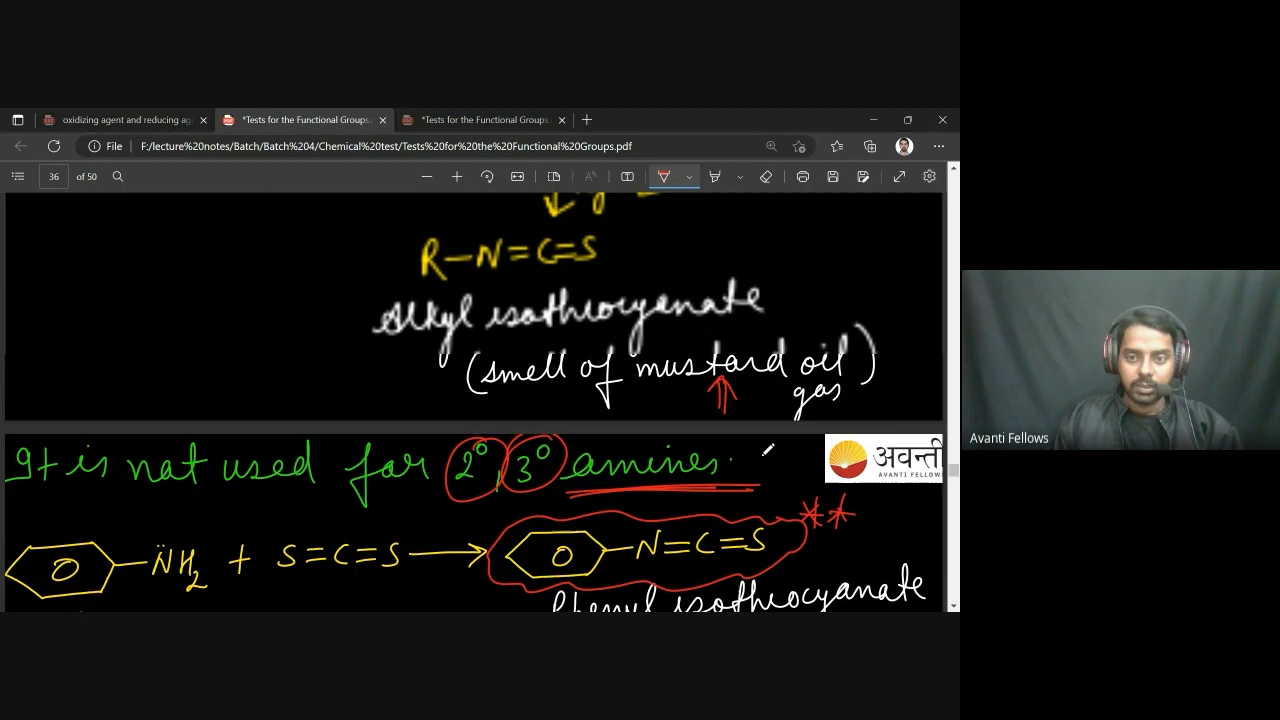 oxidizing agent and reducing ag
*Tests for the Functional Groups.
*Tests for the Functional Groups.
File F:/lecture%20notes/Batch/Batch%204/Chemical%20test/Tests%20for%20the%20Functional%20Groups.pdf
36 of 50
R-N=C=S
Alkyl isothiocyanate
(smell of mustard oil)
gas
It is not used for 2°, 3° amines.
अवन्ती
AVANTI FELLOWS
NH2 + S=C=S → N=C=S **
Phenyl isothiocyanate
Avanti Fellows